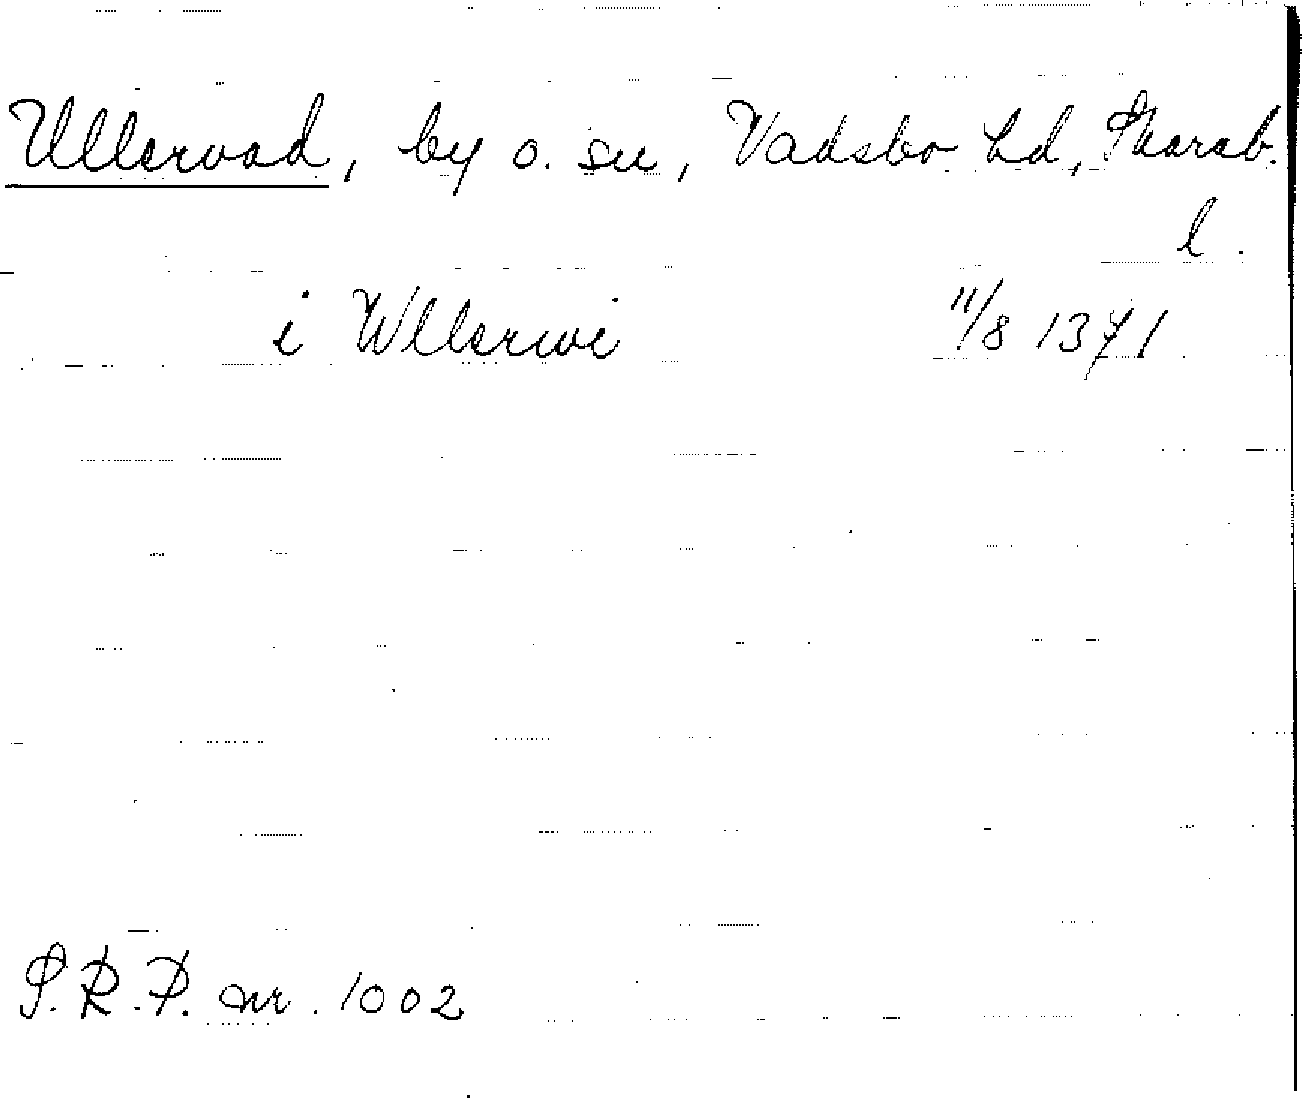 Ullervad, by o. sn, Vadsbo hd, Skarab.
l.
i Wllerwi 11/8 1371
S.R.P. nr. 1002